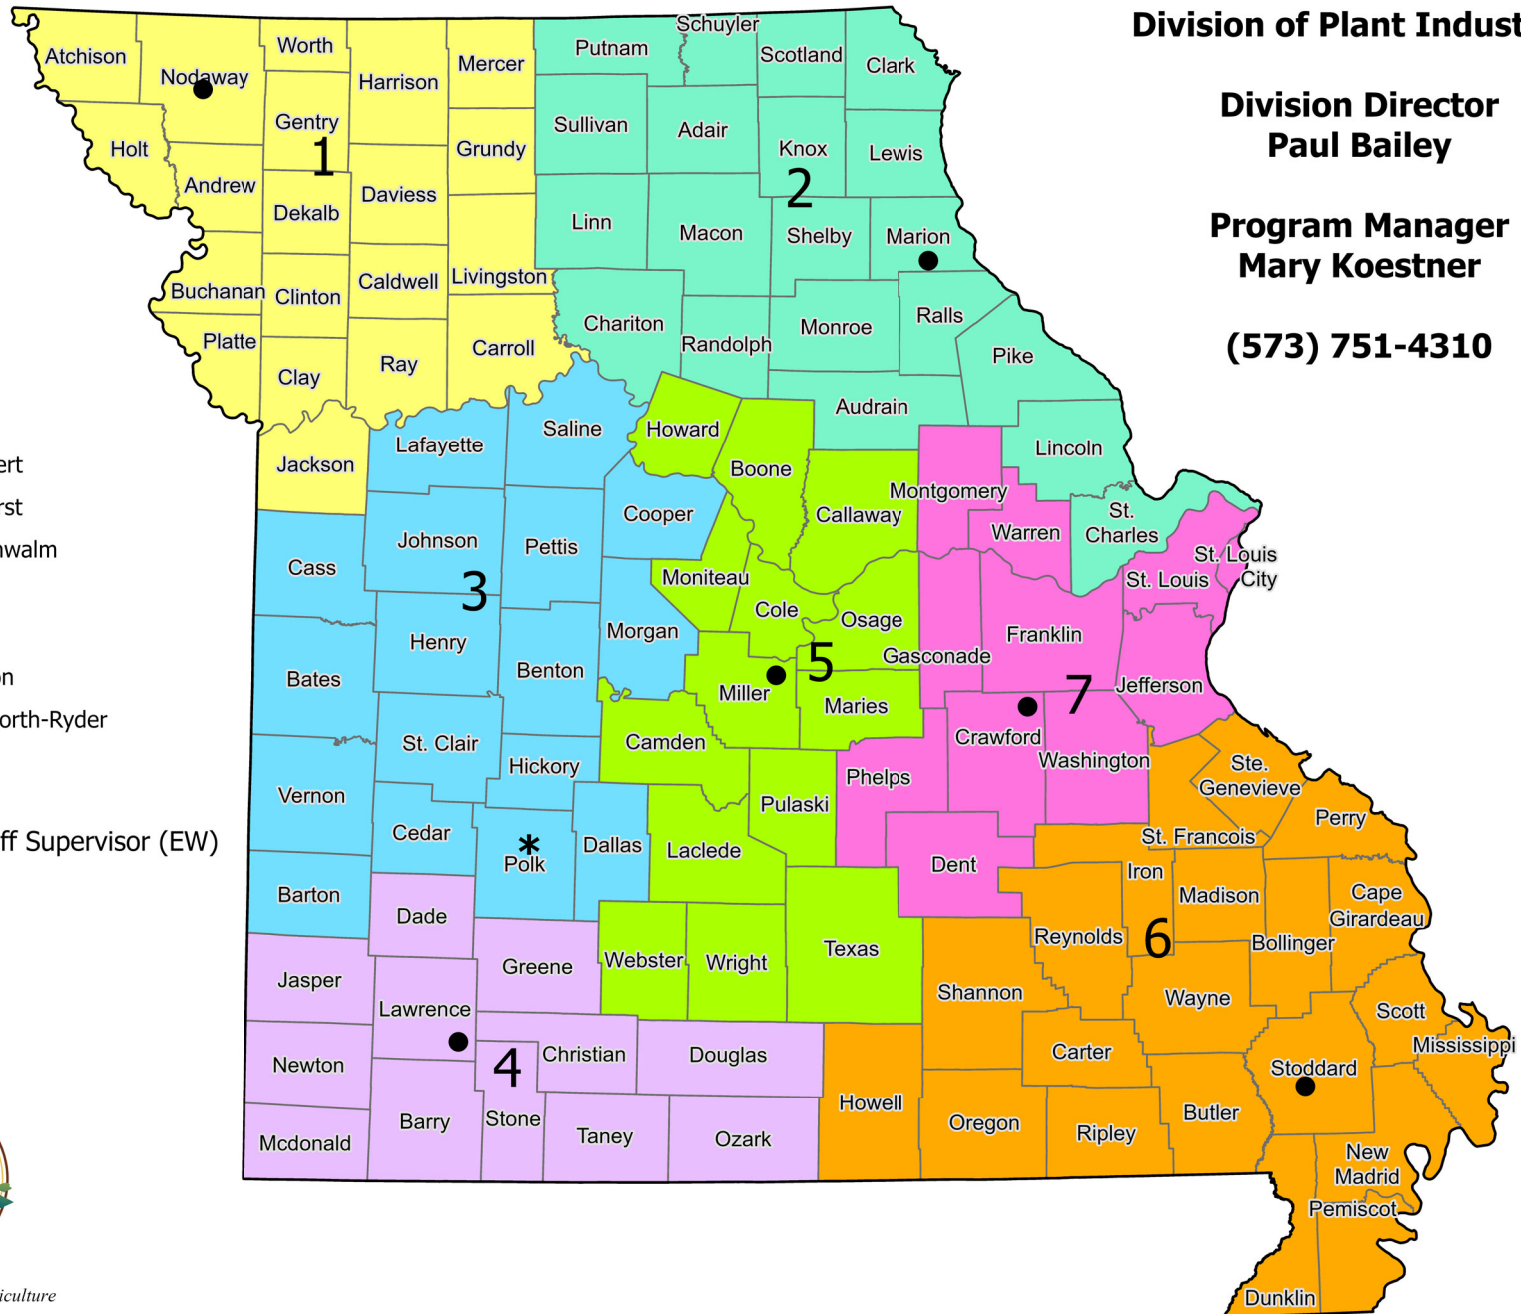 Division of Plant Indust
Division Director
Paul Bailey
Program Manager
Mary Koestner
(573) 751-4310
Atchison
Nodaway
Worth
Harrison
Mercer
Putnam
Schuyler
Scotland
Clark
Holt
Gentry
Grundy
Sullivan
Adair
Knox
Lewis
1
2
Andrew
Dekalb
Daviess
Linn
Macon
Shelby
Marion
Buchanan
Clinton
Caldwell
Livingston
Chariton
Randolph
Monroe
Ralls
Platte
Clay
Ray
Carroll
Pike
Audrain
Jackson
Lafayette
Saline
Howard
Boone
Lincoln
ert
rst
walm
Cooper
Callaway
Montgomery
Warren
St.
Charles
St. Louis
City
St. Louis
Cass
Johnson
Pettis
Moniteau
3
Cole
Osage
Morgan
Henry
Franklin
Bates
Benton
Miller
5
Gasconade
Maries
7
Jefferson
on
orth-Ryder
St. Clair
Hickory
Camden
Crawford
Washington
Phelps
Vernon
Pulaski
Ste.
Genevieve
Perry
ff Supervisor (EW)
Cedar
*
Polk
Dallas
Laclede
Dent
St. Francois
Iron
Madison
Cape
Girardeau
Barton
Dade
Reynolds
6
Bollinger
Jasper
Greene
Webster
Wright
Texas
Shannon
Wayne
Scott
Lawrence
Mississippi
Newton
4
Christian
Douglas
Carter
Stoddard
Howell
Oregon
Ripley
Butler
Mcdonald
Barry
Stone
Taney
Ozark
New
Madrid
Pemiscot
Dunklin
iculture